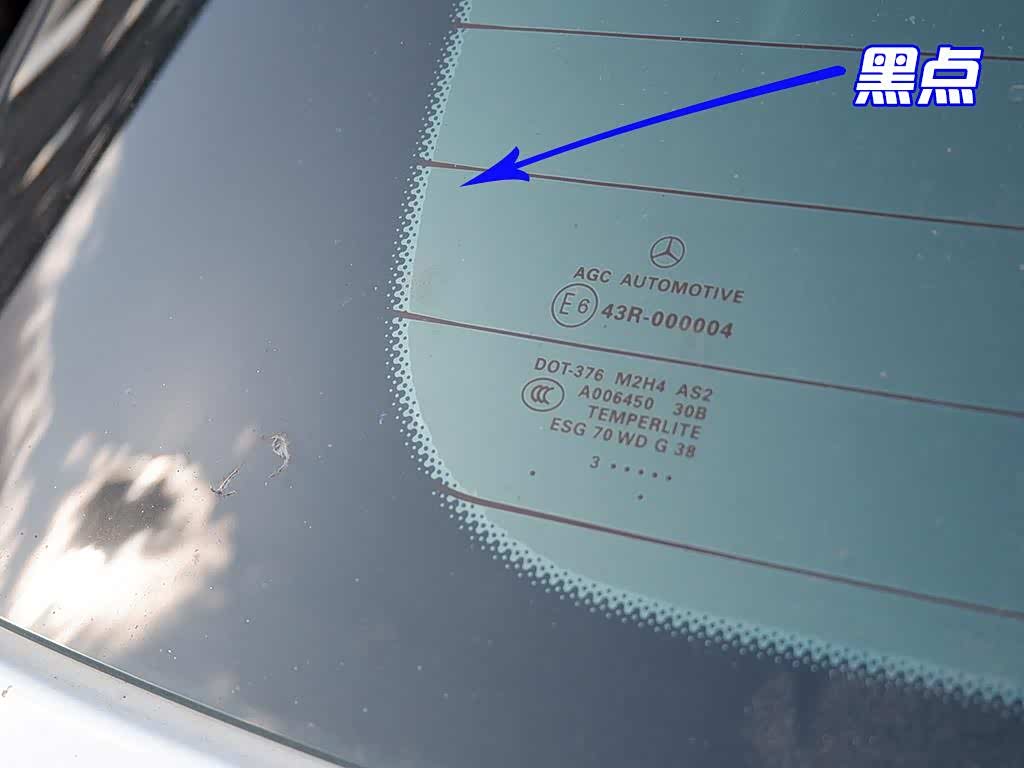 黑点
AGC AUTOMOTIVE
E6 43R-000004
DOT-376 M2H4 AS2
CCC A006450 30B
TEMPERLITE
ESG 70 WD G 38
. 3 . . . . .
.